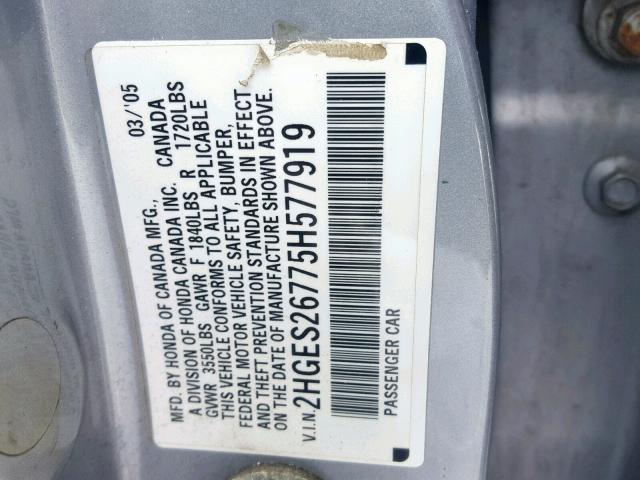 MFD. BY HONDA OF CANADA MFG., 03/'05
A DIVISION OF HONDA CANADA INC. CANADA
GVWR 3550LBS GAWR F 1840LBS R 1720LBS
THIS VEHICLE CONFORMS TO ALL APPLICABLE
FEDERAL MOTOR VEHICLE SAFETY, BUMPER,
AND THEFT PREVENTION STANDARDS IN EFFECT
ON THE DATE OF MANUFACTURE SHOWN ABOVE.
V.I.N. 2HGES26775H577919
PASSENGER CAR